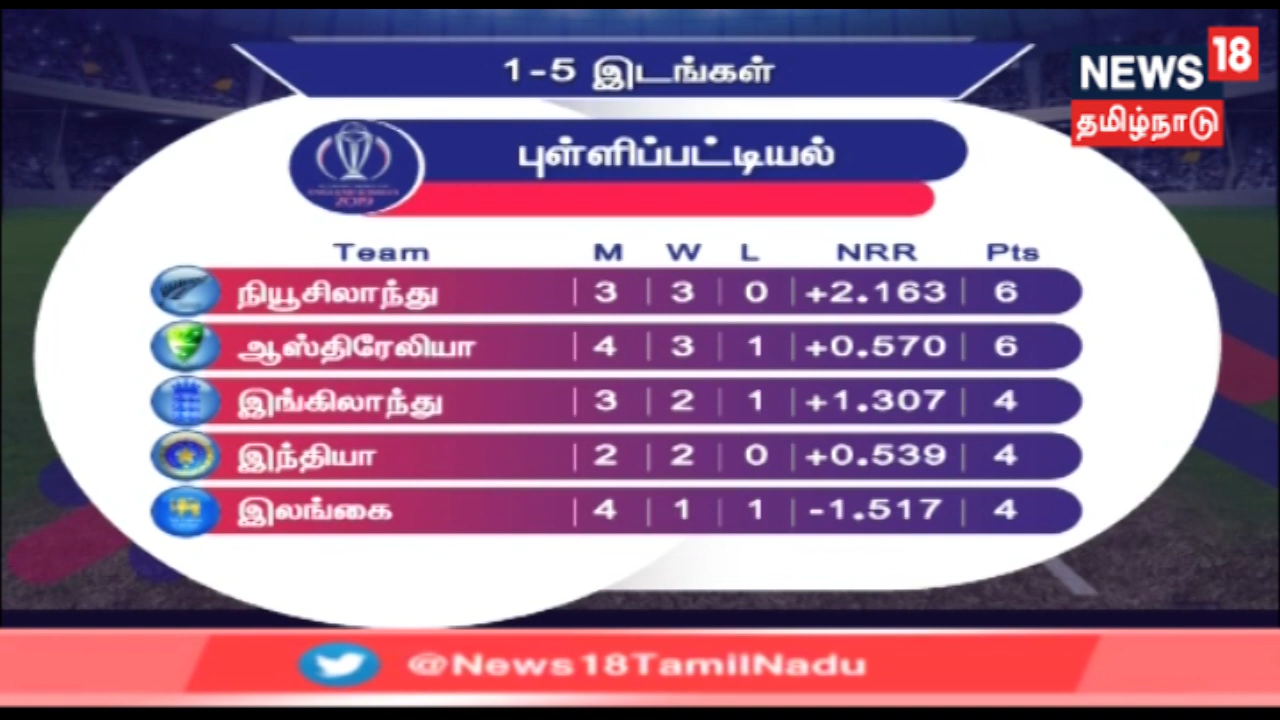 1-5 இடங்கள்
NEWS 18
தமிழ்நாடு
புள்ளிப்பட்டியல்
2019
Team M W L NRR Pts
நியூசிலாந்து 3 3 0 +2.163 6
ஆஸ்திரேலியா 4 3 1 +0.570 6
இங்கிலாந்து 3 2 1 +1.307 4
இந்தியா 2 2 0 +0.539 4
இலங்கை 4 1 1 -1.517 4
@News18TamilNadu